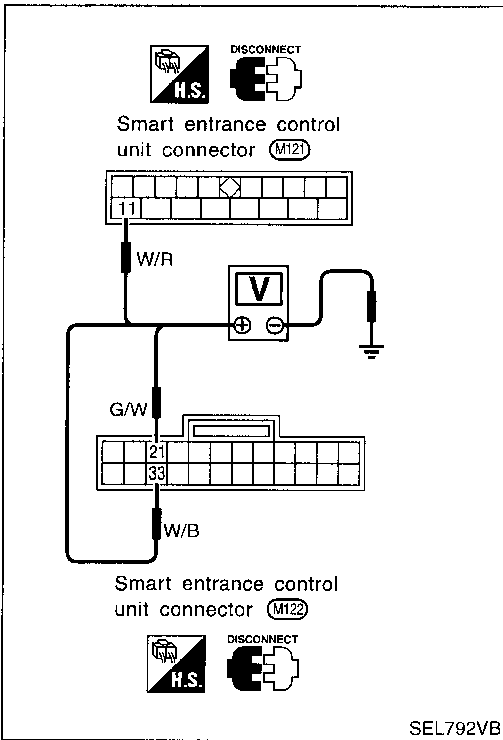 DISCONNECT
H.S.
Smart entrance control
unit connector M121
11
W/R
V
+ −
G/W
21
33
W/B
Smart entrance control
unit connector M122
DISCONNECT
H.S.
SEL792VB